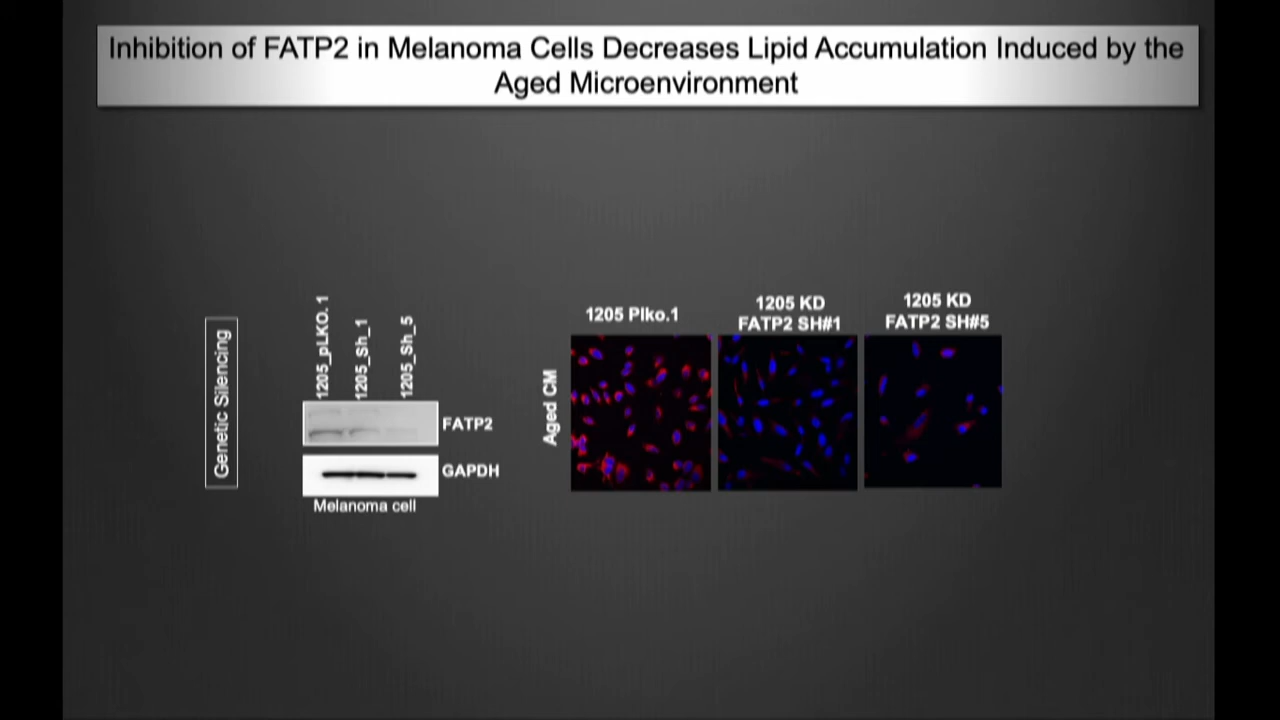 Inhibition of FATP2 in Melanoma Cells Decreases Lipid Accumulation Induced by the
Aged Microenvironment
Genetic Silencing
1205_pLKO.1
1205_Sh_1
1205_Sh_5
FATP2
GAPDH
Melanoma cell
Aged CM
1205 Plko.1
1205 KD
FATP2 SH#1
1205 KD
FATP2 SH#5